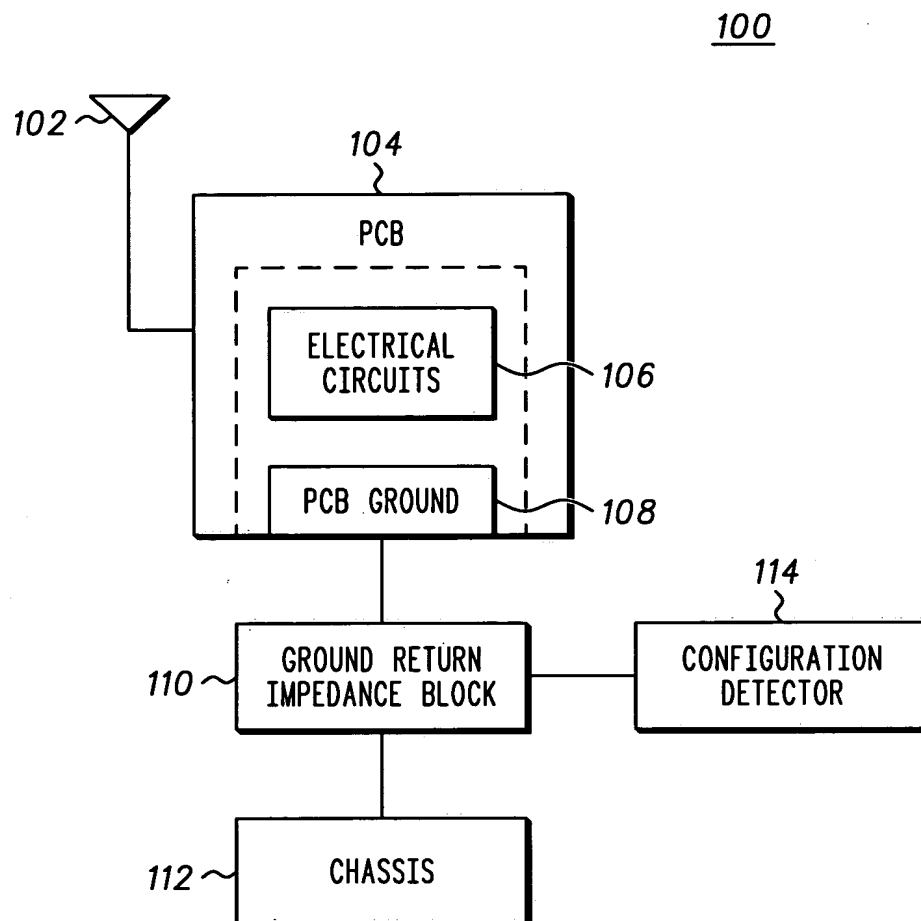 100
102
104
PCB
ELECTRICAL
CIRCUITS
106
PCB GROUND
108
114
110
GROUND RETURN
IMPEDANCE BLOCK
CONFIGURATION
DETECTOR
112
CHASSIS